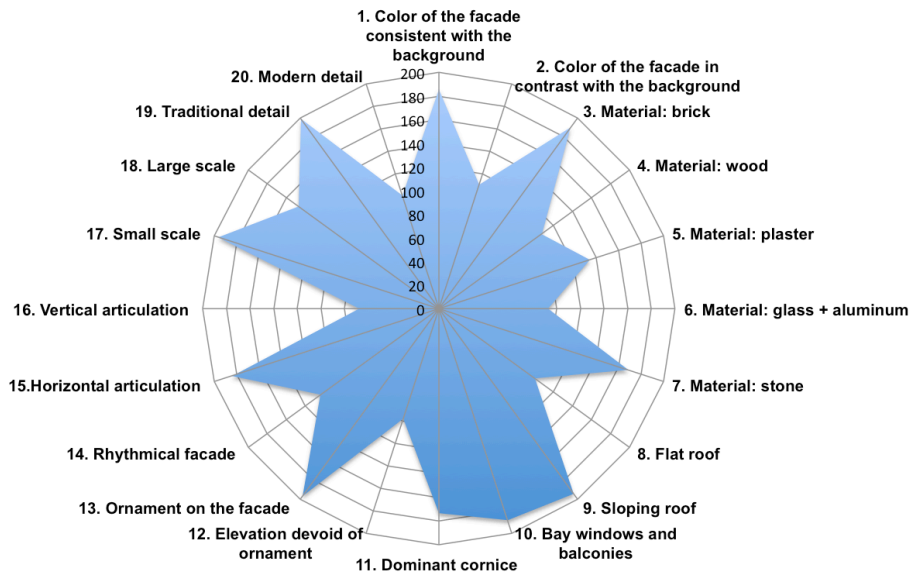 1. Color of the facade
consistent with the
background
2. Color of the facade in
contrast with the background
3. Material: brick
4. Material: wood
5. Material: plaster
6. Material: glass + aluminum
7. Material: stone
8. Flat roof
9. Sloping roof
10. Bay windows and
balconies
11. Dominant cornice
12. Elevation devoid of
ornament
13. Ornament on the facade
14. Rhythmical facade
15.Horizontal articulation
16. Vertical articulation
17. Small scale
18. Large scale
19. Traditional detail
20. Modern detail
200
180
160
140
120
100
80
60
40
20
0